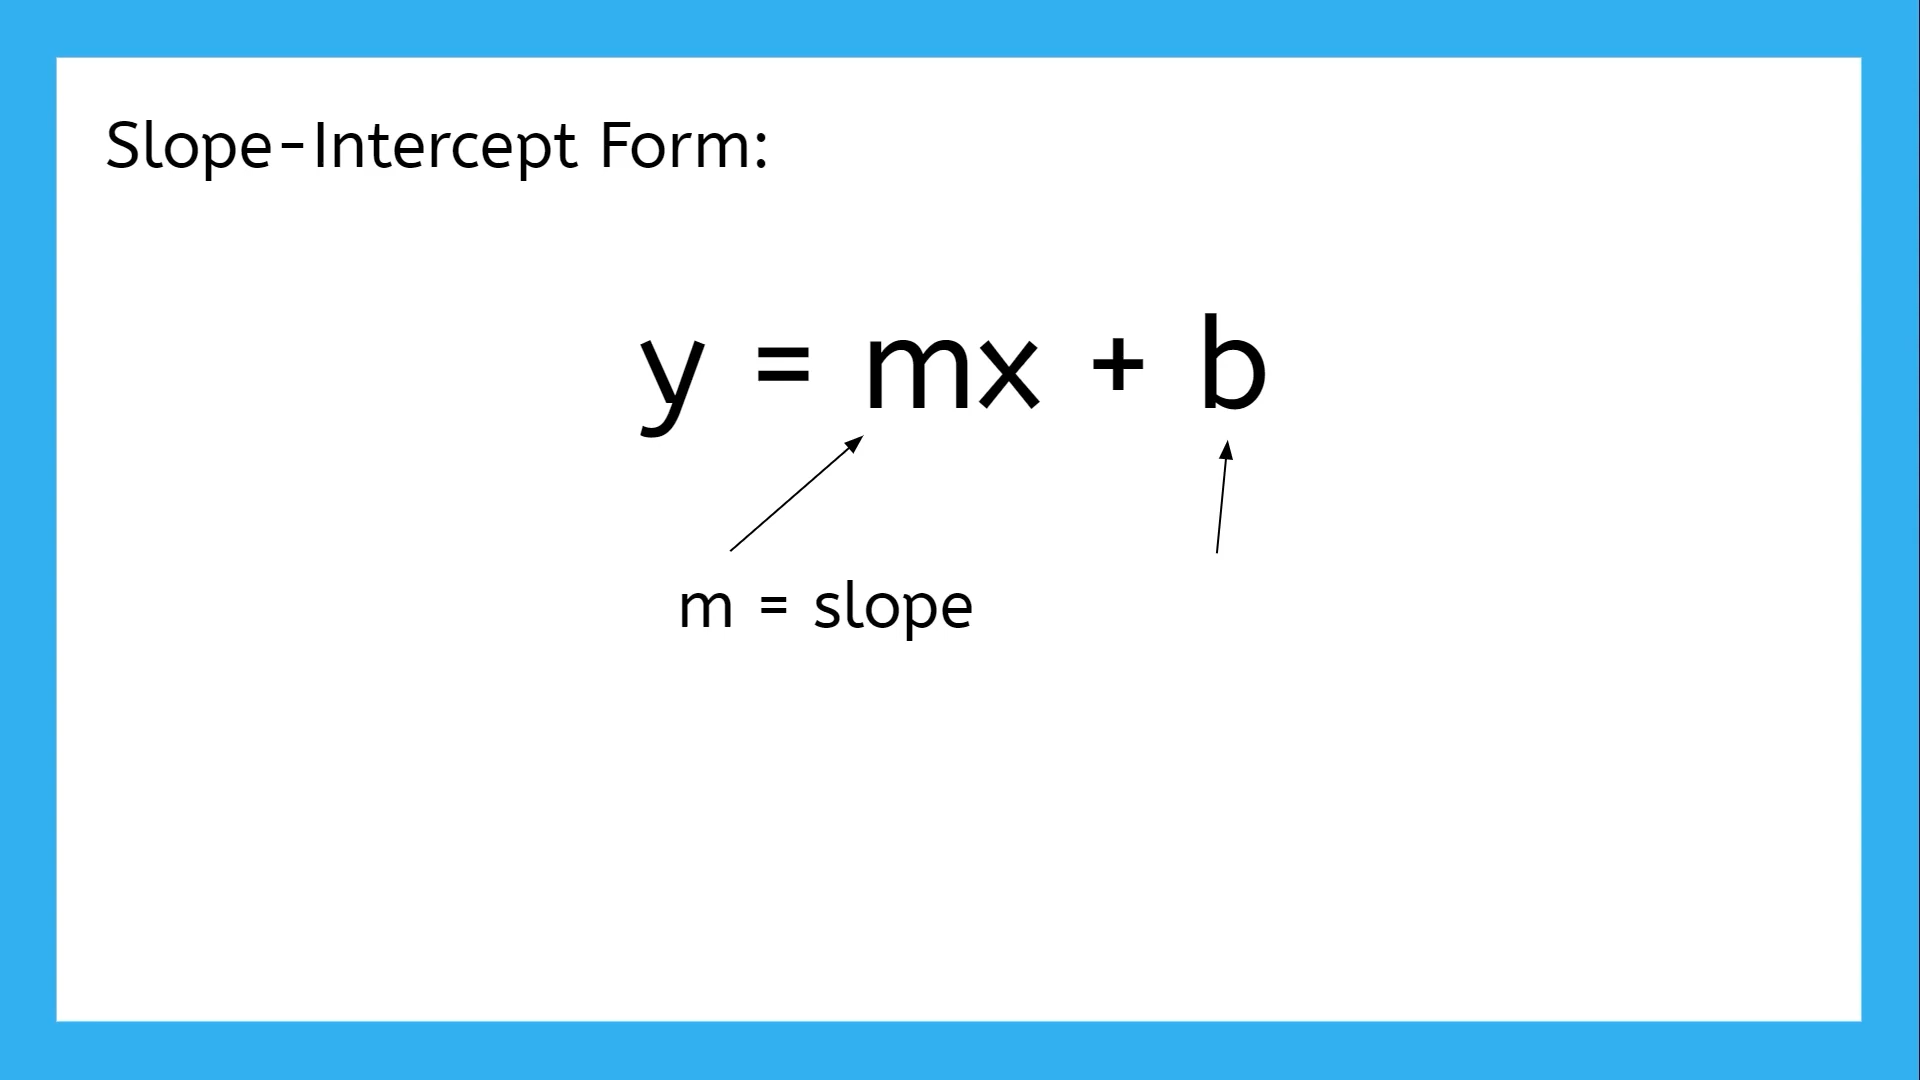 Slope-Intercept Form:
y = mx + b
m = slope